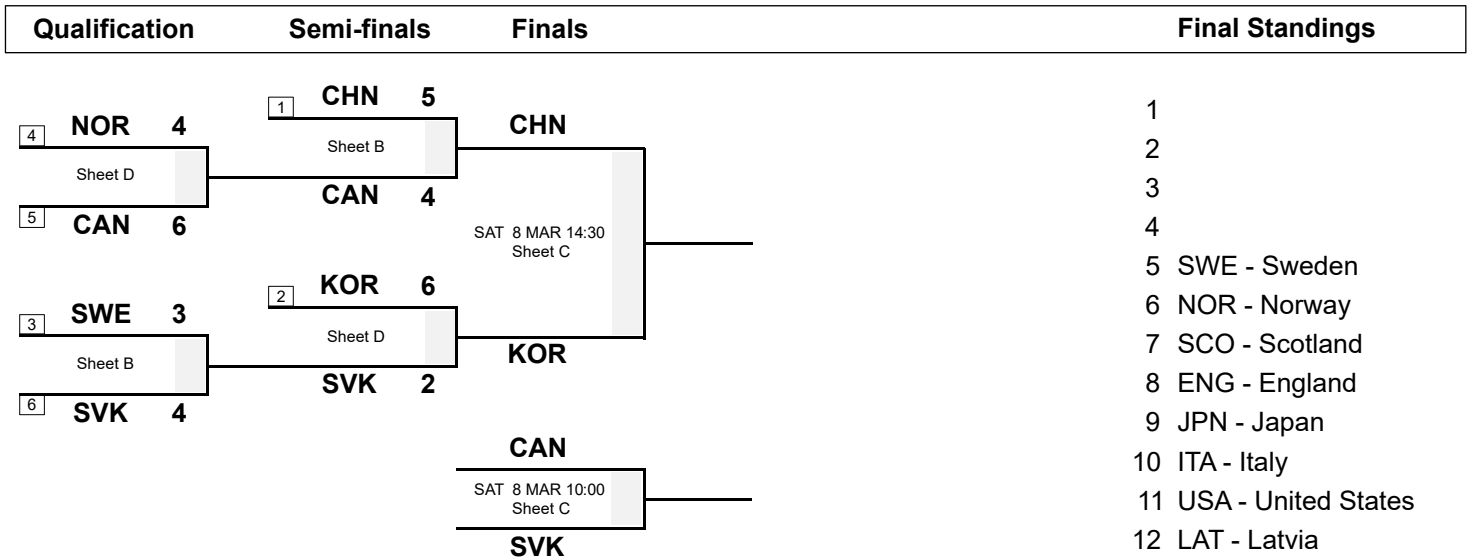 Qualification Semi-finals Finals Final Standings
1 CHN 5
4 NOR 4
Sheet D
5 CAN 6
Sheet B
CAN 4
CHN
SAT 8 MAR 14:30
Sheet C
KOR
3 SWE 3
Sheet B
6 SVK 4
2 KOR 6
Sheet D
SVK 2
CAN
SAT 8 MAR 10:00
Sheet C
SVK
1
2
3
4
5 SWE - Sweden
6 NOR - Norway
7 SCO - Scotland
8 ENG - England
9 JPN - Japan
10 ITA - Italy
11 USA - United States
12 LAT - Latvia